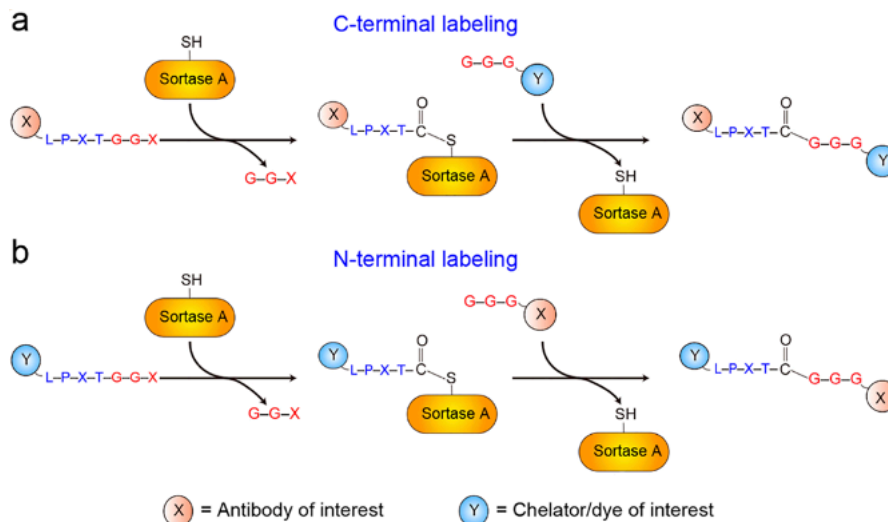 a
C-terminal labeling
SH
Sortase A
G-G-G
Y
X
L-P-X-T-G-G-X
G-G-X
X
L-P-X-T-C
O
S
Sortase A
SH
Sortase A
X
L-P-X-T
O
C
G-G-G
Y
b
N-terminal labeling
SH
Sortase A
G-G-G
X
Y
L-P-X-T-G-G-X
G-G-X
Y
L-P-X-T-C
O
S
Sortase A
SH
Sortase A
Y
L-P-X-T
O
C
G-G-G
X
X = Antibody of interest
Y = Chelator/dye of interest